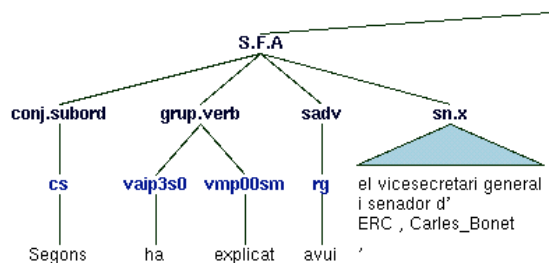 S.F.A
conj.subord grup.verb sadv sn.x
cs vaip3s0 vmp00sm rg el vicesecretari general
i senador d'
ERC , Carles_Bonet
Segons ha explicat avui ,